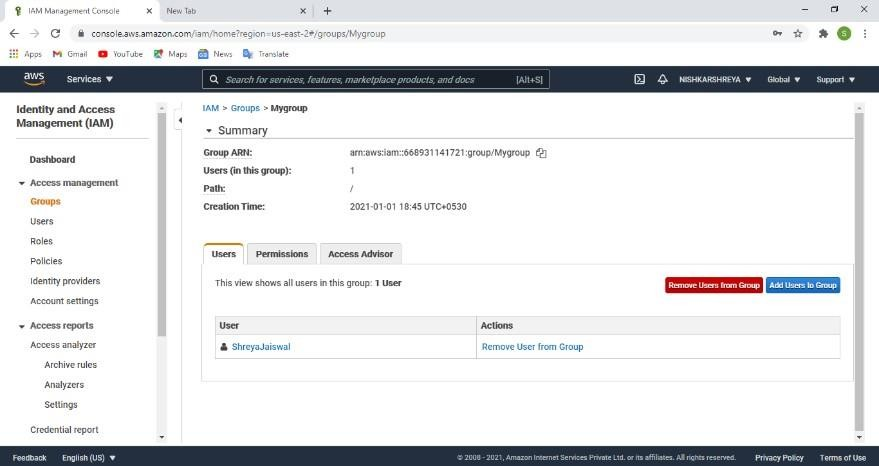 IAM Management Console
New Tab
console.aws.amazon.com/iam/home?region=us-east-2#/groups/Mygroup
Apps Gmail YouTube Maps News Translate
aws Services Search for services, features, marketplace products, and docs [Alt+S] NISHKARSHREYA Global Support
Identity and Access
Management (IAM)
Dashboard
Access management
Groups
Users
Roles
Policies
Identity providers
Account settings
Access reports
Access analyzer
Archive rules
Analyzers
Settings
Credential report
IAM > Groups > Mygroup
Summary
Group ARN: arn:aws:iam::668931141721:group/Mygroup
Users (in this group): 1
Path: /
Creation Time: 2021-01-01 18:45 UTC+0530
Users Permissions Access Advisor
This view shows all users in this group: 1 User
Remove Users from Group Add Users to Group
User Actions
ShreyaJaiswal Remove User from Group
Feedback English (US) © 2008 - 2021, Amazon Internet Services Private Ltd. or its affiliates. All rights reserved. Privacy Policy Terms of Use